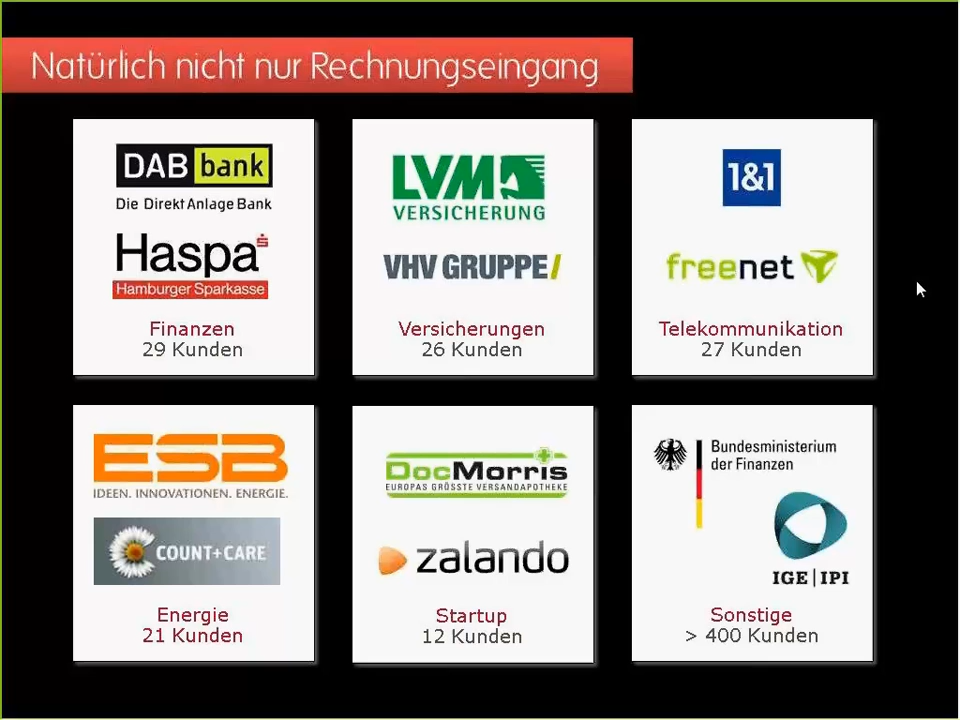 Natürlich nicht nur Rechnungseingang
DAB bank
Die DirektAnlage Bank
Haspa
Hamburger Sparkasse
Finanzen
29 Kunden
LVM
VERSICHERUNG
VHV GRUPPE/
Versicherungen
26 Kunden
1&1
freenet
Telekommunikation
27 Kunden
ESB
IDEEN. INNOVATIONEN. ENERGIE.
COUNT+CARE
Energie
21 Kunden
DocMorris
EUROPAS GRÖSSTE VERSANDAPOTHEKE
zalando
Startup
12 Kunden
Bundesministerium
der Finanzen
IGE|IPI
Sonstige
> 400 Kunden